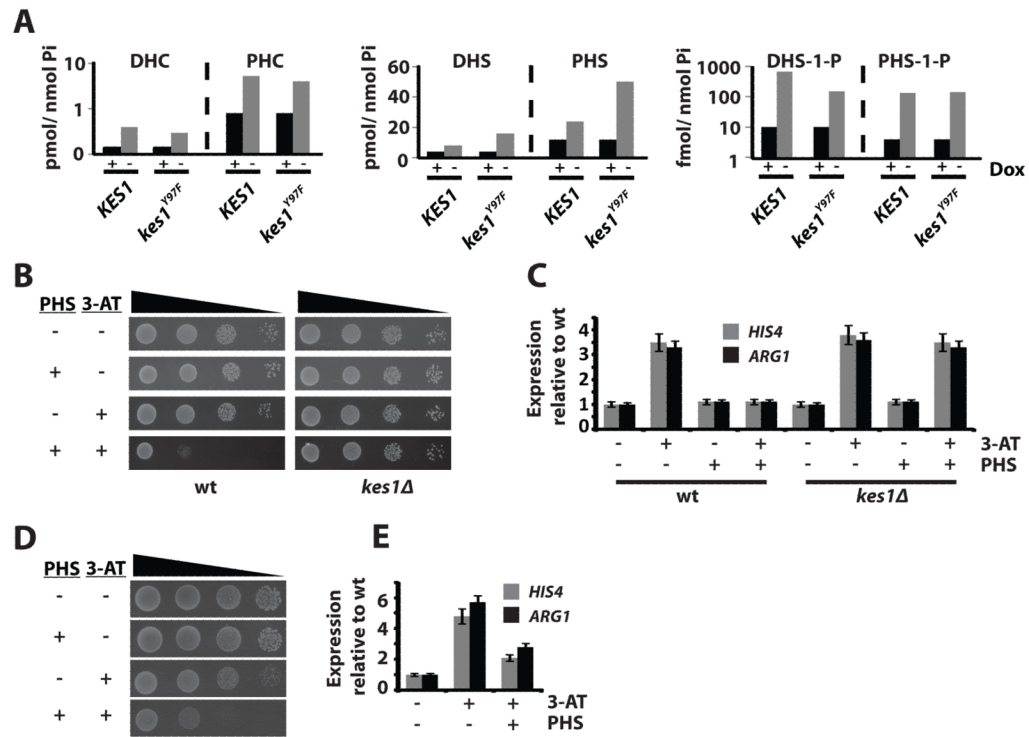 A
DHC PHC
pmol/ nmol Pi
10
1
0
+ - + - + - + -
KES1 kes1Y97F KES1 kes1Y97F
DHS PHS
pmol/ nmol Pi
60
40
20
0
+ - + - + - + -
KES1 kes1Y97F KES1 kes1Y97F
DHS-1-P PHS-1-P
fmol/ nmol Pi
1000
100
10
1
+ - + - + - + - Dox
KES1 kes1Y97F KES1 kes1Y97F
B
PHS 3-AT
- -
+ -
- +
+ +
wt kes1Δ
C
Expression
relative to wt
4
3
2
1
0
HIS4
ARG1
- + - + - + - + 3-AT
- - + + - - + + PHS
wt kes1Δ
D
PHS 3-AT
- -
+ -
- +
+ +
E
Expression
relative to wt
6
4
2
0
HIS4
ARG1
- + + 3-AT
- - + PHS